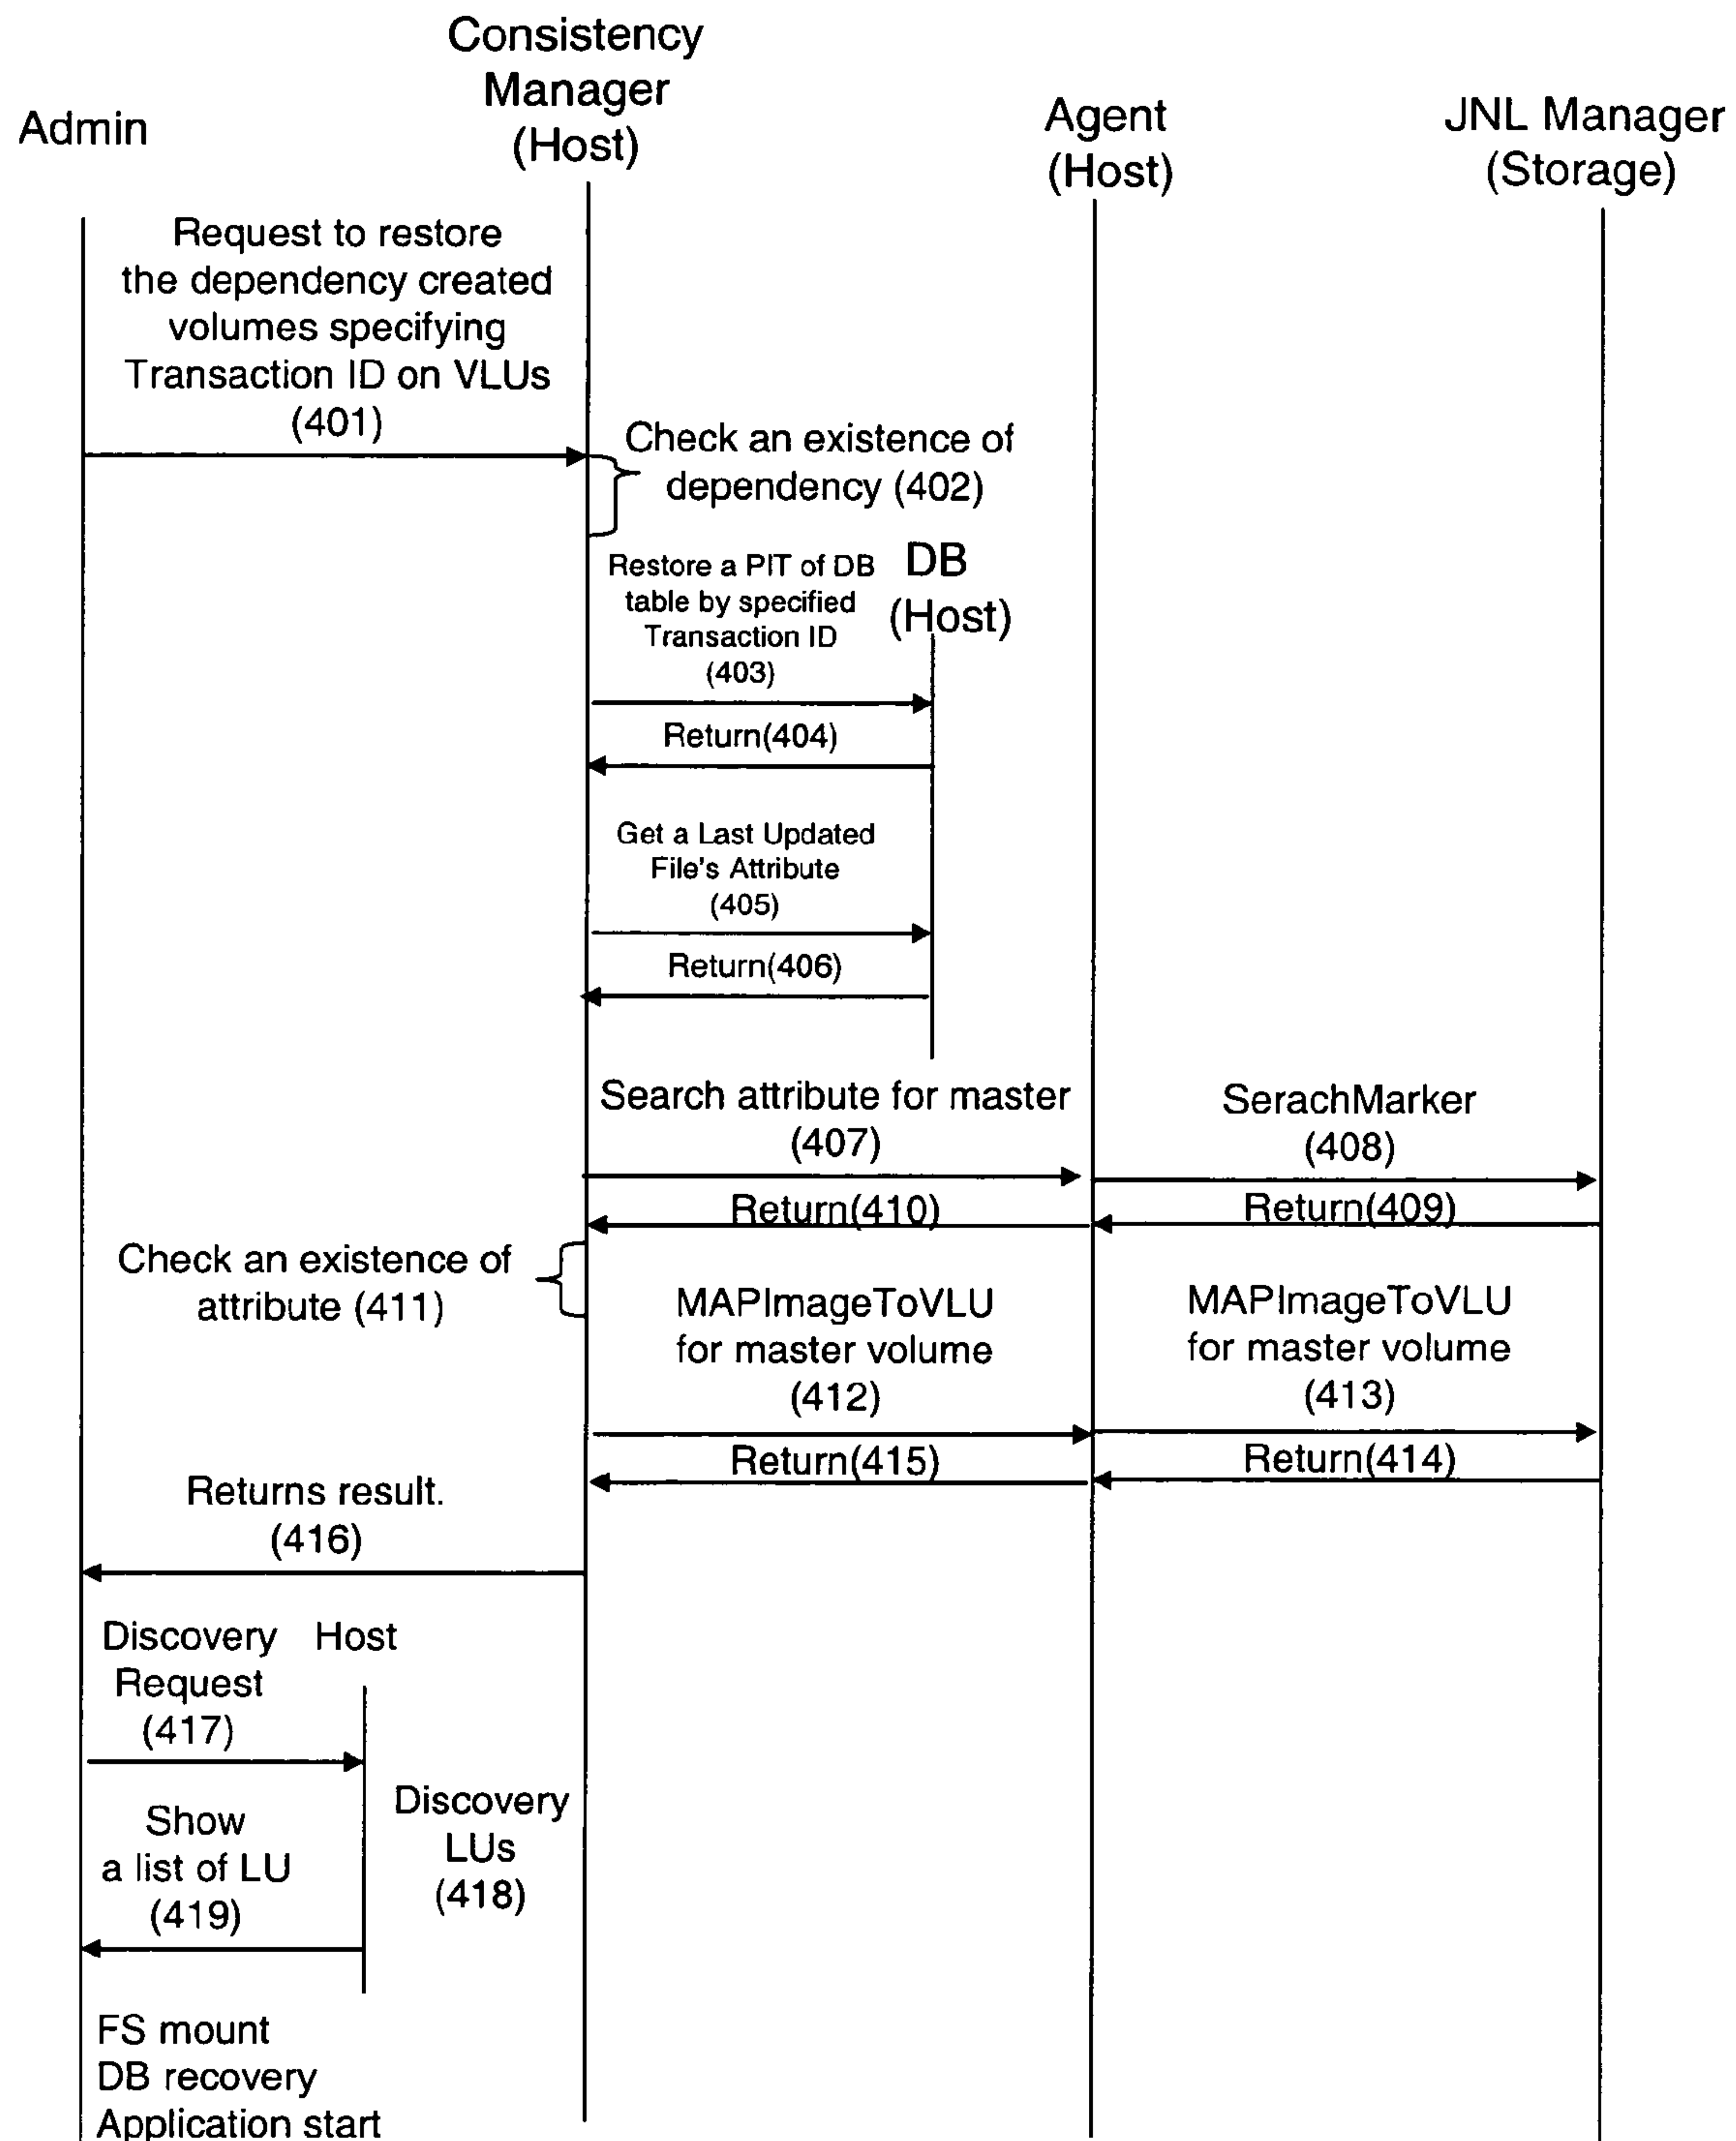 Consistency
Manager
(Host)
Admin
Agent
(Host)
JNL Manager
(Storage)
Request to restore
the dependency created
volumes specifying
Transaction ID on VLUs
(401)
Check an existence of
dependency (402)
Restore a PIT of DB
table by specified
Transaction ID
(403)
DB
(Host)
Return(404)
Get a Last Updated
File's Attribute
(405)
Return(406)
Search attribute for master
(407)
SerachMarker
(408)
Return(410)
Return(409)
Check an existence of
attribute (411)
MAPImageToVLU
for master volume
(412)
MAPImageToVLU
for master volume
(413)
Return(415)
Return(414)
Returns result.
(416)
Discovery
Request
(417)
Host
Discovery
LUs
(418)
Show
a list of LU
(419)
FS mount
DB recovery
Application start